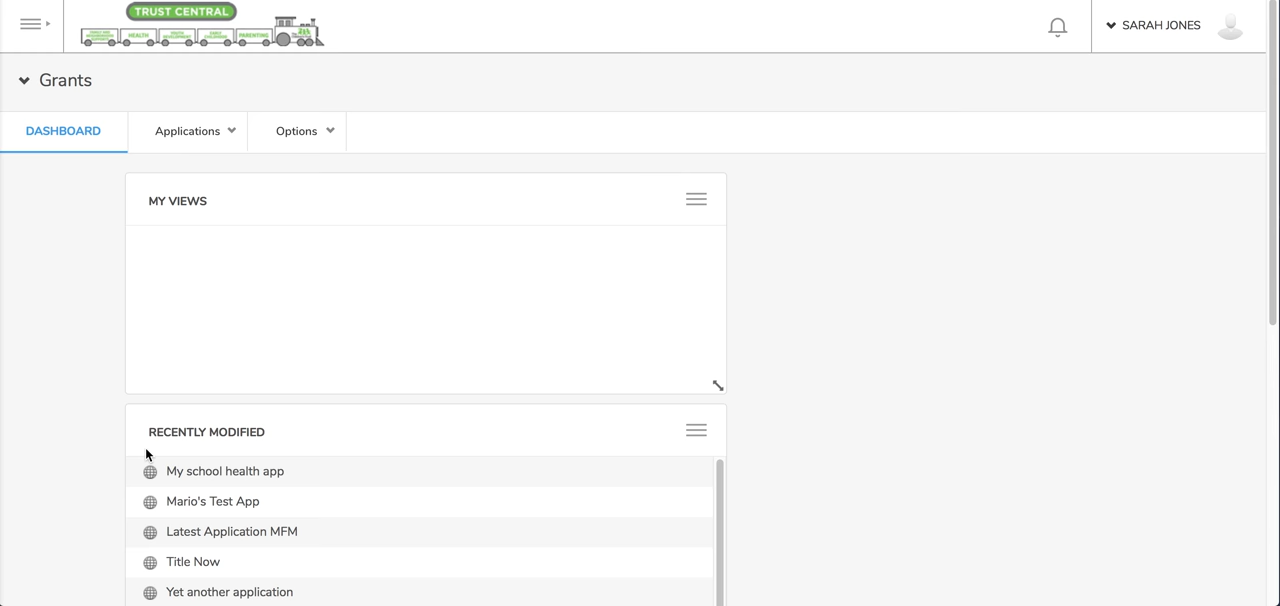 TRUST CENTRAL
HEALTH
PARENTING
SARAH JONES
Grants
DASHBOARD
Applications
Options
MY VIEWS
RECENTLY MODIFIED
My school health app
Mario's Test App
Latest Application MFM
Title Now
Yet another application